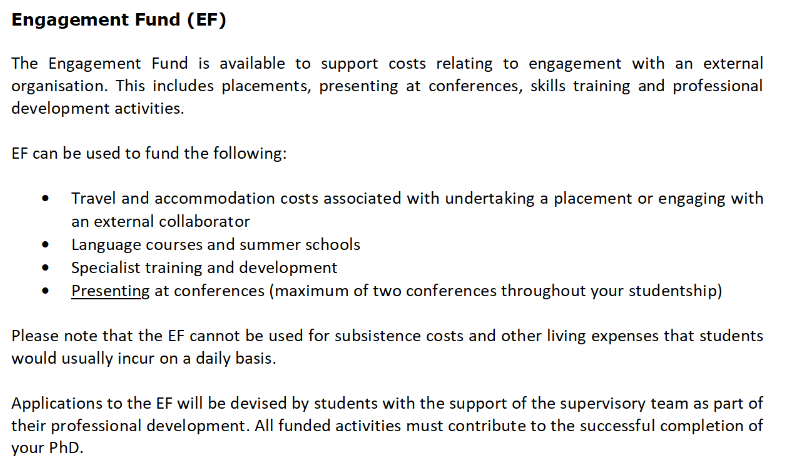 Engagement Fund (EF)
The Engagement Fund is available to support costs relating to engagement with an external
organisation. This includes placements, presenting at conferences, skills training and professional
development activities.
EF can be used to fund the following:
• Travel and accommodation costs associated with undertaking a placement or engaging with
an external collaborator
• Language courses and summer schools
• Specialist training and development
• Presenting at conferences (maximum of two conferences throughout your studentship)
Please note that the EF cannot be used for subsistence costs and other living expenses that students
would usually incur on a daily basis.
Applications to the EF will be devised by students with the support of the supervisory team as part of
their professional development. All funded activities must contribute to the successful completion of
your PhD.